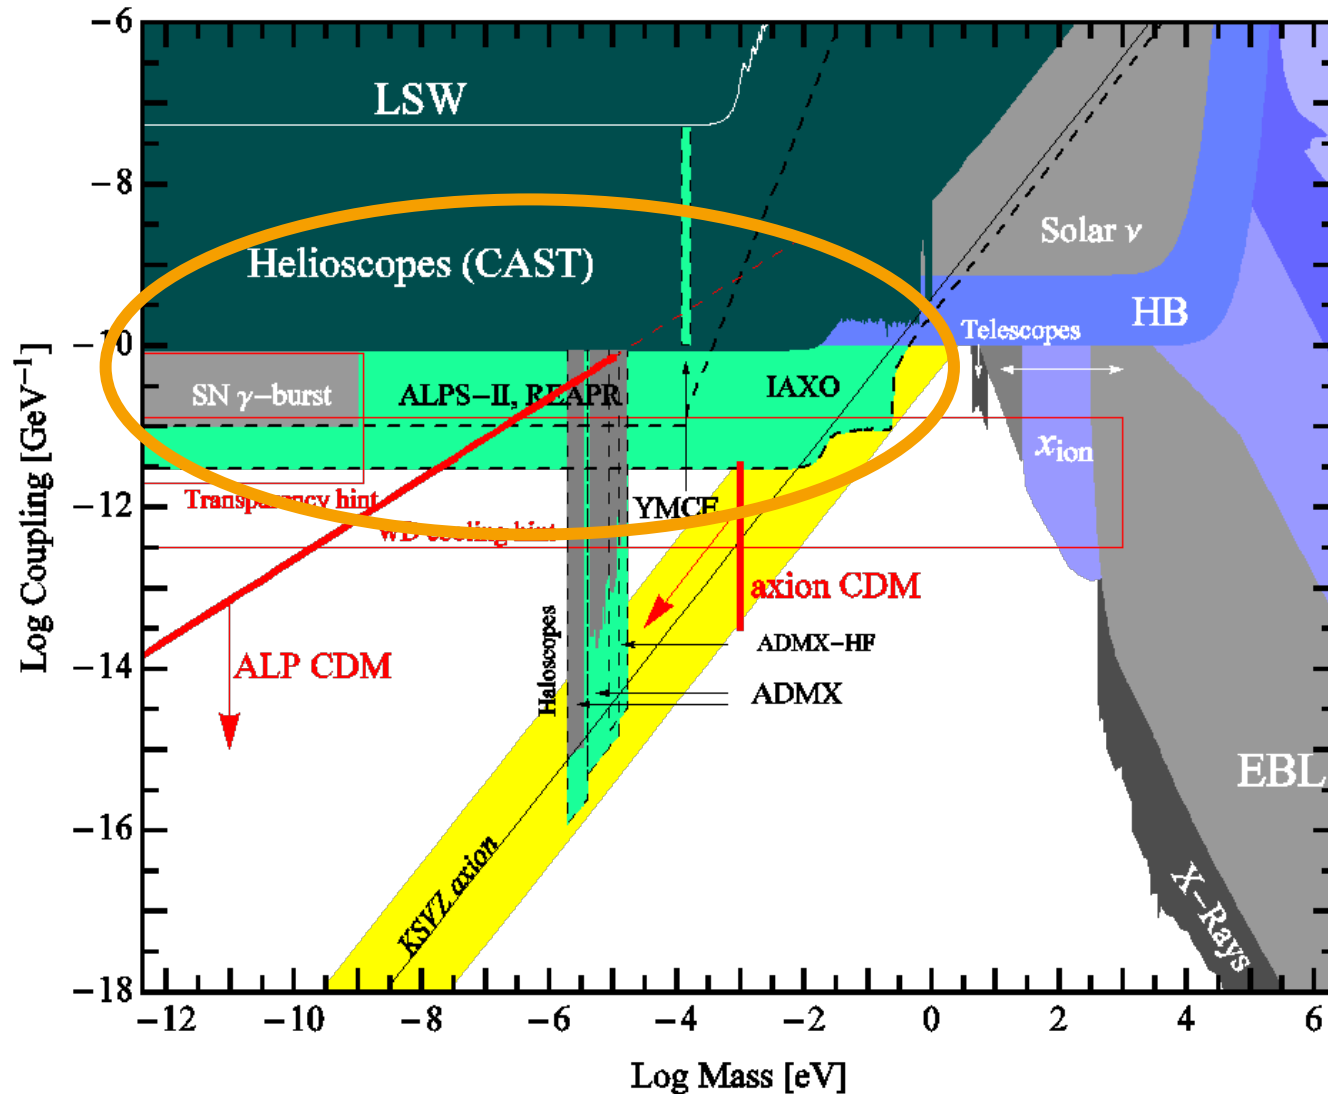 LSW
Helioscopes (CAST)
Solar ν
HB
Telescopes
SN γ−burst
ALPS−II, REAPR
IAXO
x_ion
Transparency hint
YMCE
WD cooling hint
axion CDM
ADMX−HF
ALP CDM
ADMX
Haloscopes
EBL
KSVZ axion
X−Rays
−6
−8
−10
−12
−14
−16
−18
Log Coupling [GeV⁻¹]
−12 −10 −8 −6 −4 −2 0 2 4 6
Log Mass [eV]